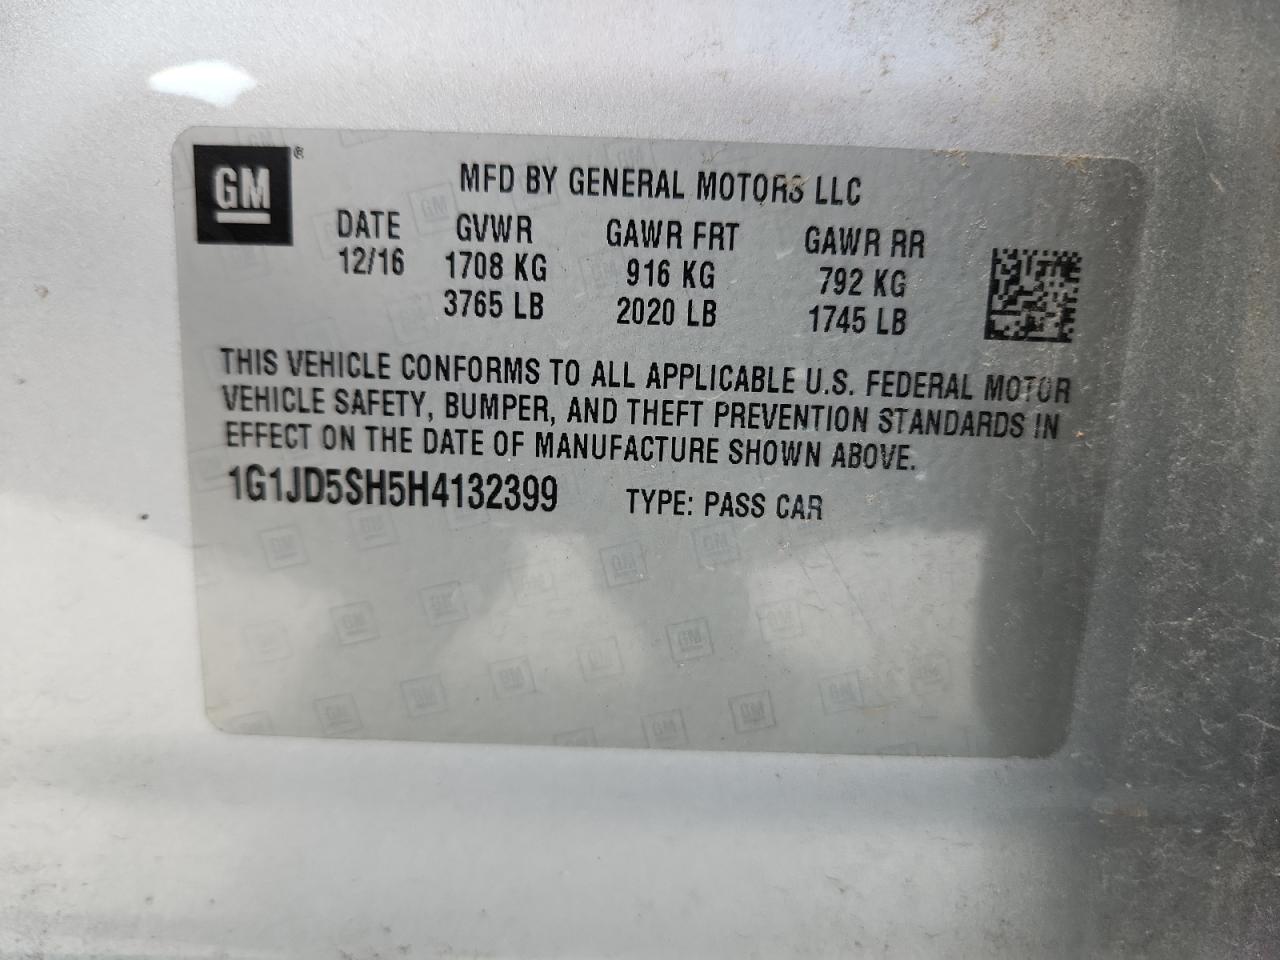 GM®
MFD BY GENERAL MOTORS LLC
DATE GVWR GAWR FRT GAWR RR
12/16 1708 KG 916 KG 792 KG
3765 LB 2020 LB 1745 LB
THIS VEHICLE CONFORMS TO ALL APPLICABLE U.S. FEDERAL MOTOR
VEHICLE SAFETY, BUMPER, AND THEFT PREVENTION STANDARDS IN
EFFECT ON THE DATE OF MANUFACTURE SHOWN ABOVE.
1G1JD5SH5H4132399 TYPE: PASS CAR